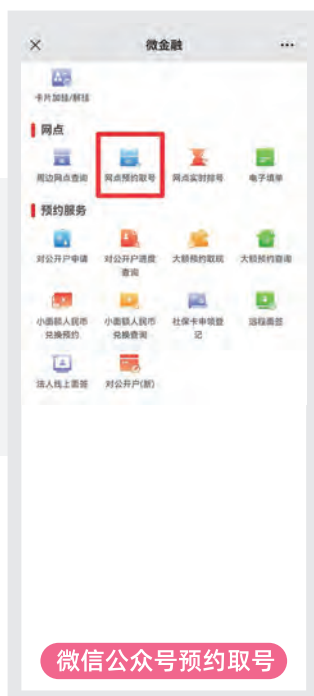 × 微金融 ...
卡片加挂/解挂
网点
周边网点查询 网点预约取号 网点实时排号 电子填单
预约服务
对公开户申请 对公开户进度 大额预约取现 大额预约查询
查询
小面额人民币 小面额人民币 社保卡申领登 远程面签
兑换预约 兑换查询 记
法人线上面签 对公开户(新)
微信公众号预约取号